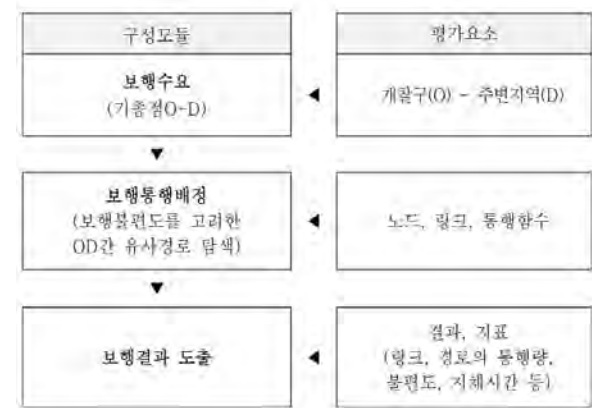 구성모듈
평가요소
보행수요
(기종점O-D)
◀
개찰구(O) - 주변지역(D)
▼
보행통행배정
(보행불편도를 고려한
OD간 유사경로 탐색)
◀
노드, 링크, 통행함수
▼
보행결과 도출
◀
결과, 지표
(링크, 경로의 통행량,
불편도, 지체시간 등)